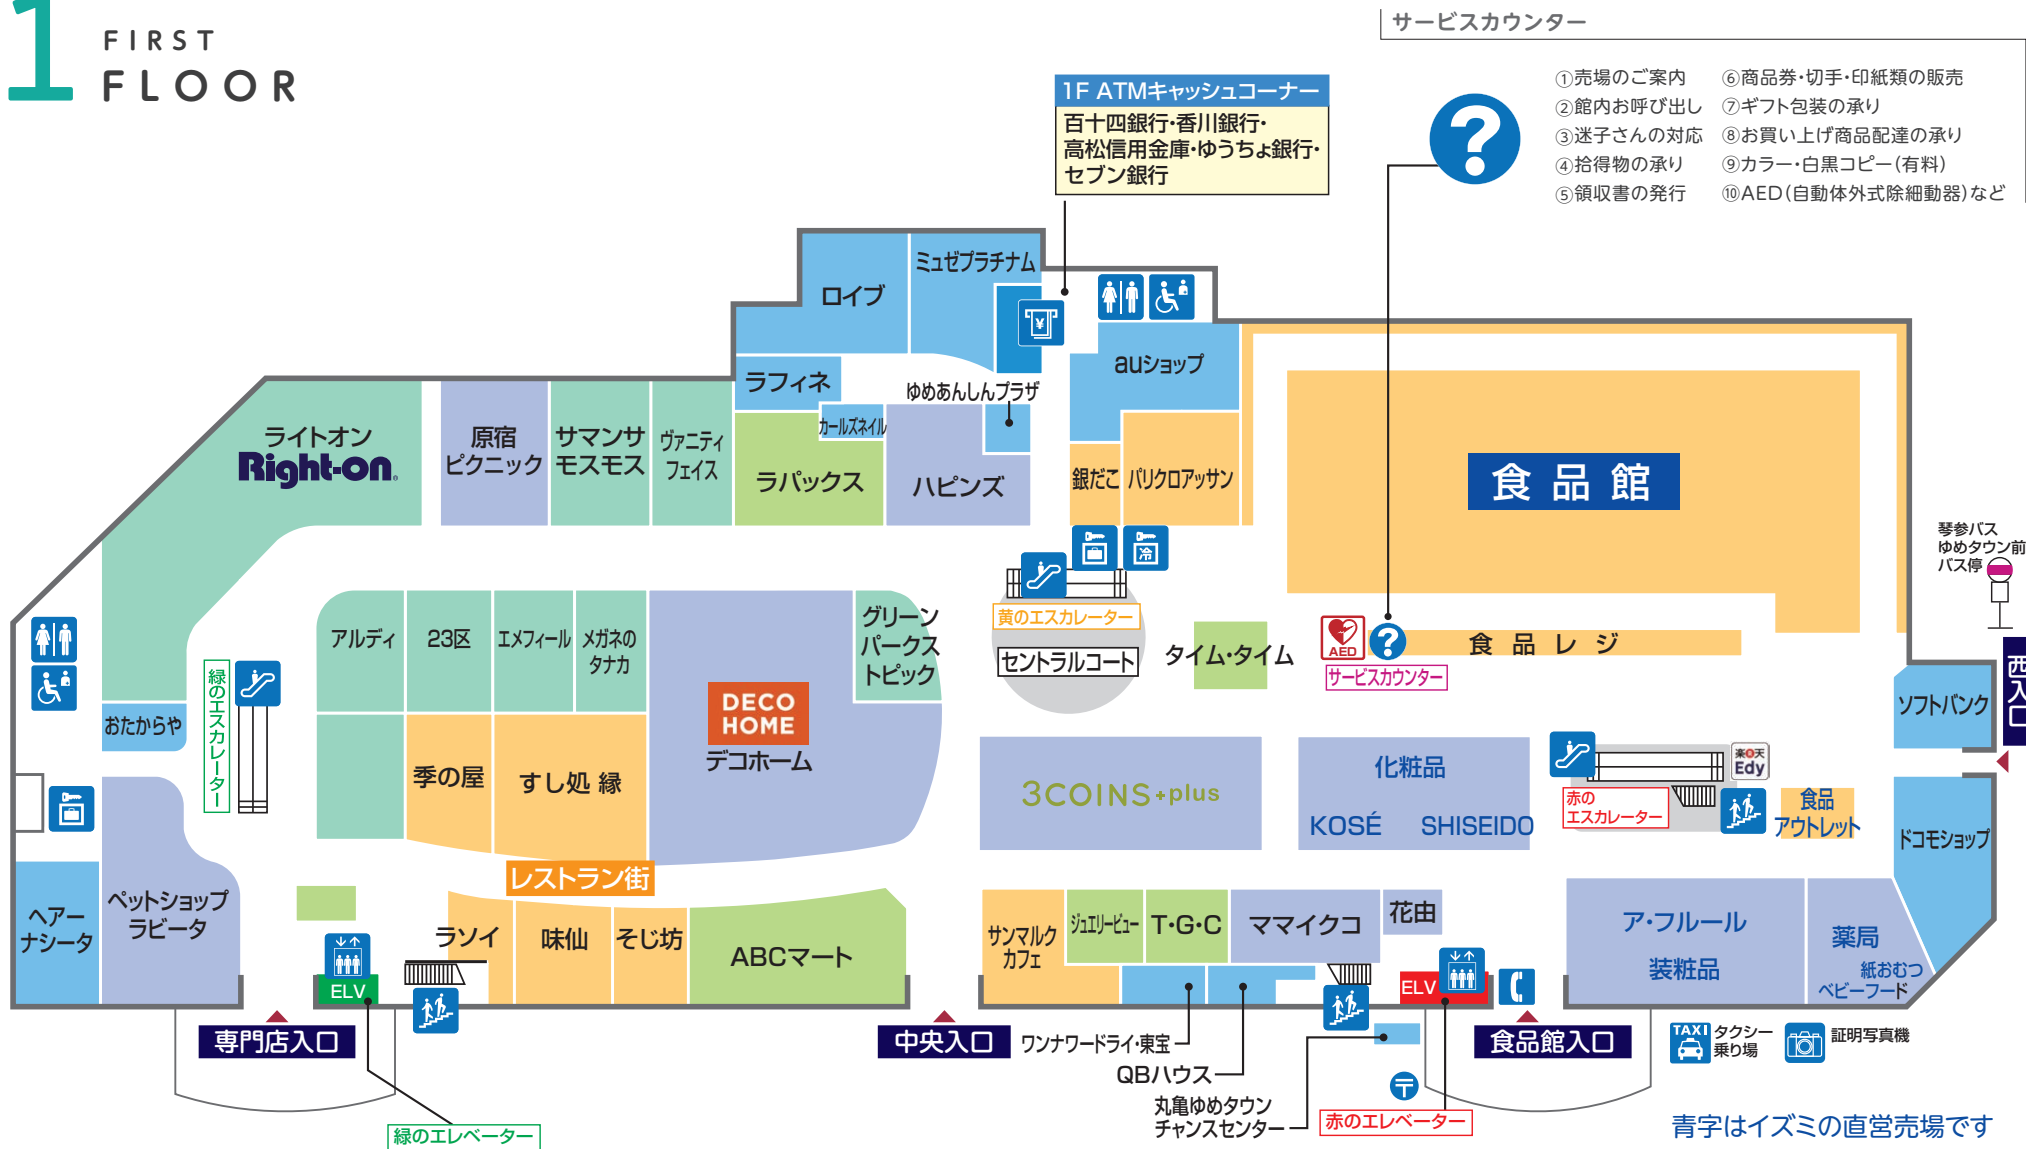 1 FIRST
FLOOR
サービスカウンター
①売場のご案内
②館内お呼び出し
③迷子さんの対応
④拾得物の承り
⑤領収書の発行
⑥商品券・切手・印紙類の販売
⑦ギフト包装の承り
⑧お買い上げ商品配達の承り
⑨カラー・白黒コピー(有料)
⑩AED(自動体外式除細動器)など
?
1F ATMキャッシュコーナー
百十四銀行・香川銀行・
高松信用金庫・ゆうちょ銀行・
セブン銀行
ロイブ
ミュゼプラチナム
¥
auショップ
ラフィネ
ゆめあんしんプラザ
カールズネイル
ライトオン
Right-on.
原宿
ピクニック
サマンサ
モスモス
ヴァニティ
フェイス
ラパックス
ハピンズ
銀だこ
パリクロアッサン
食品館
冷
琴参バス
ゆめタウン前
バス停
アルディ
23区
エメフィール
メガネの
タナカ
グリーン
パークス
トピック
黄のエスカレーター
セントラルコート
タイム・タイム
AED
?
食品レジ
サービスカウンター
西入口
ソフトバンク
緑のエスカレーター
おたからや
DECO
HOME
デコホーム
季の屋
すし処 縁
3COINS+plus
化粧品
KOSÉ
SHISEIDO
楽天
Edy
赤の
エスカレーター
食品
アウトレット
ドコモショップ
レストラン街
ヘアー
ナシータ
ペットショップ
ラビータ
ラソイ
味仙
そじ坊
ABCマート
サンマルク
カフェ
ジュエリービュー
T・G・C
ママイクコ
花由
ア・フルール
装粧品
薬局
紙おむつ
ベビーフード
ELV
ELV
専門店入口
中央入口
食品館入口
ワンナワードライ・東宝
QBハウス
丸亀ゆめタウン
チャンスセンター
〒
TAXI
タクシー
乗り場
証明写真機
緑のエレベーター
赤のエレベーター
青字はイズミの直営売場です